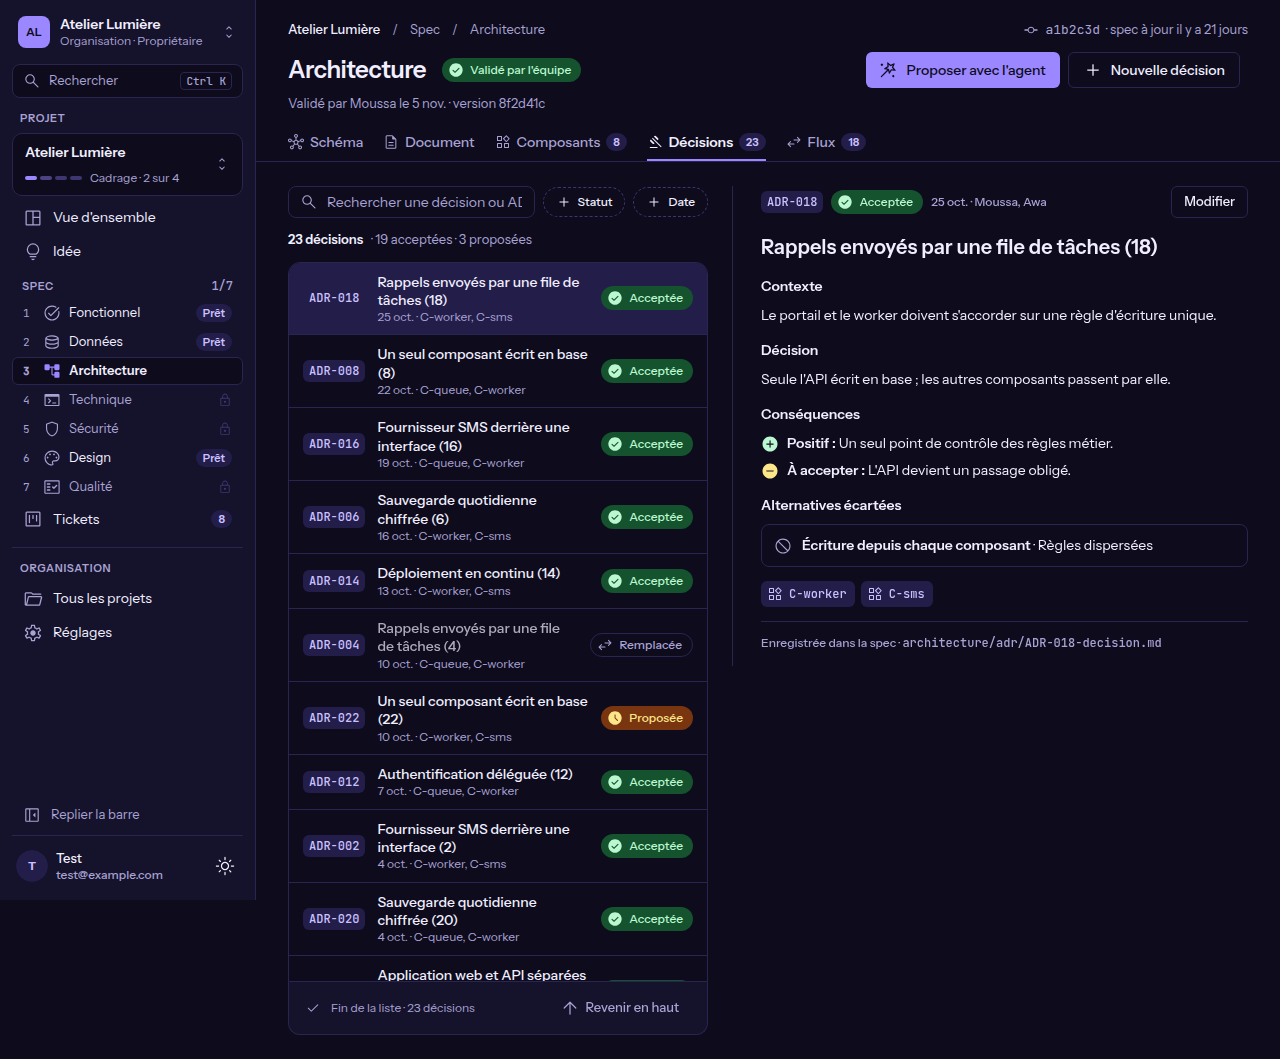 AL
Atelier Lumière
Organisation · Propriétaire
Rechercher
Ctrl K
PROJET
Atelier Lumière
Cadrage · 2 sur 4
Vue d'ensemble
Idée
SPEC 1/7
1 Fonctionnel Prêt
2 Données Prêt
3 Architecture
4 Technique
5 Sécurité
6 Design Prêt
7 Qualité
Tickets 8
ORGANISATION
Tous les projets
Réglages
Replier la barre
T
Test
test@example.com
Atelier Lumière / Spec / Architecture
a1b2c3d · spec à jour il y a 21 jours
Architecture
Validé par l'équipe
Proposer avec l'agent
Nouvelle décision
Validé par Moussa le 5 nov. · version 8f2d41c
Schéma
Document
Composants 8
Décisions 23
Flux 18
Rechercher une décision ou AD
Statut
Date
23 décisions · 19 acceptées · 3 proposées
ADR-018
Rappels envoyés par une file de
tâches (18)
25 oct. · C-worker, C-sms
Acceptée
ADR-008
Un seul composant écrit en base
(8)
22 oct. · C-queue, C-worker
Acceptée
ADR-016
Fournisseur SMS derrière une
interface (16)
19 oct. · C-queue, C-worker
Acceptée
ADR-006
Sauvegarde quotidienne
chiffrée (6)
16 oct. · C-worker, C-sms
Acceptée
ADR-014
Déploiement en continu (14)
13 oct. · C-worker, C-sms
Acceptée
ADR-004
Rappels envoyés par une file
de tâches (4)
10 oct. · C-queue, C-worker
Remplacée
ADR-022
Un seul composant écrit en base
(22)
10 oct. · C-worker, C-sms
Proposée
ADR-012
Authentification déléguée (12)
7 oct. · C-queue, C-worker
Acceptée
ADR-002
Fournisseur SMS derrière une
interface (2)
4 oct. · C-worker, C-sms
Acceptée
ADR-020
Sauvegarde quotidienne
chiffrée (20)
4 oct. · C-queue, C-worker
Acceptée
Application web et API séparées
Fin de la liste · 23 décisions
Revenir en haut
ADR-018
Acceptée
25 oct. · Moussa, Awa
Modifier
Rappels envoyés par une file de tâches (18)
Contexte
Le portail et le worker doivent s'accorder sur une règle d'écriture unique.
Décision
Seule l'API écrit en base ; les autres composants passent par elle.
Conséquences
Positif : Un seul point de contrôle des règles métier.
À accepter : L'API devient un passage obligé.
Alternatives écartées
Écriture depuis chaque composant · Règles dispersées
C-worker
C-sms
Enregistrée dans la spec · architecture/adr/ADR-018-decision.md